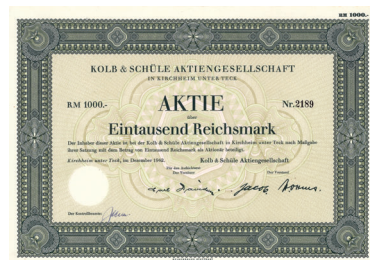 RM 1000.-
KOLB & SCHÜLE AKTIENGESELLSCHAFT
IN KIRCHHEIM UNTER TECK
RM 1000.- AKTIE Nr. 2189
über
Eintausend Reichsmark
Der Inhaber dieser Aktie ist bei der Kolb & Schüle Aktiengesellschaft in Kirchheim unter Teck nach Maßgabe
ihrer Satzung mit dem Betrag von Eintausend Reichsmark als Aktionär beteiligt.
Kirchheim unter Teck, im Dezember 1942. Kolb & Schüle Aktiengesellschaft
Für den Aufsichtsrat
Der Vorsitzer Der Vorstand
Jacob